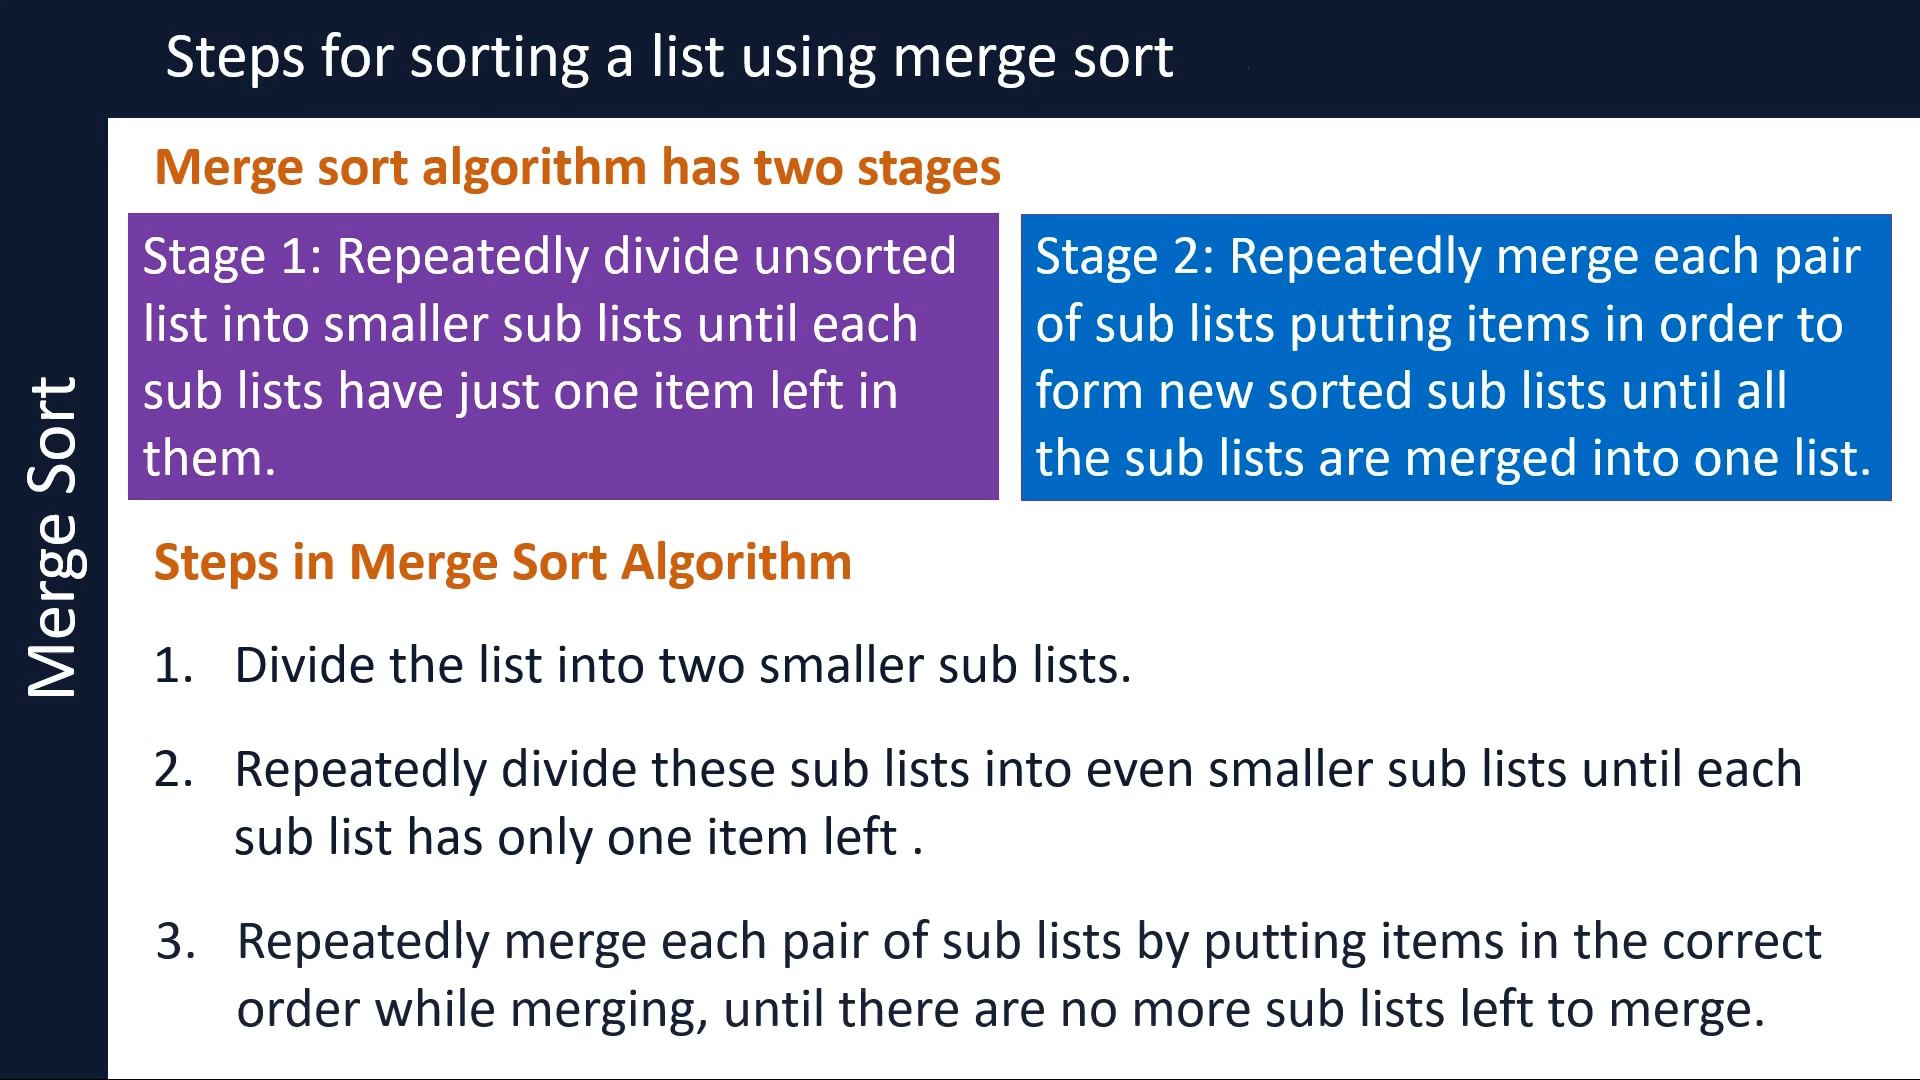 Steps for sorting a list using merge sort
Merge Sort
Merge sort algorithm has two stages
Stage 1: Repeatedly divide unsorted
list into smaller sub lists until each
sub lists have just one item left in
them.
Stage 2: Repeatedly merge each pair
of sub lists putting items in order to
form new sorted sub lists until all
the sub lists are merged into one list.
Steps in Merge Sort Algorithm
1. Divide the list into two smaller sub lists.
2. Repeatedly divide these sub lists into even smaller sub lists until each
sub list has only one item left .
3. Repeatedly merge each pair of sub lists by putting items in the correct
order while merging, until there are no more sub lists left to merge.